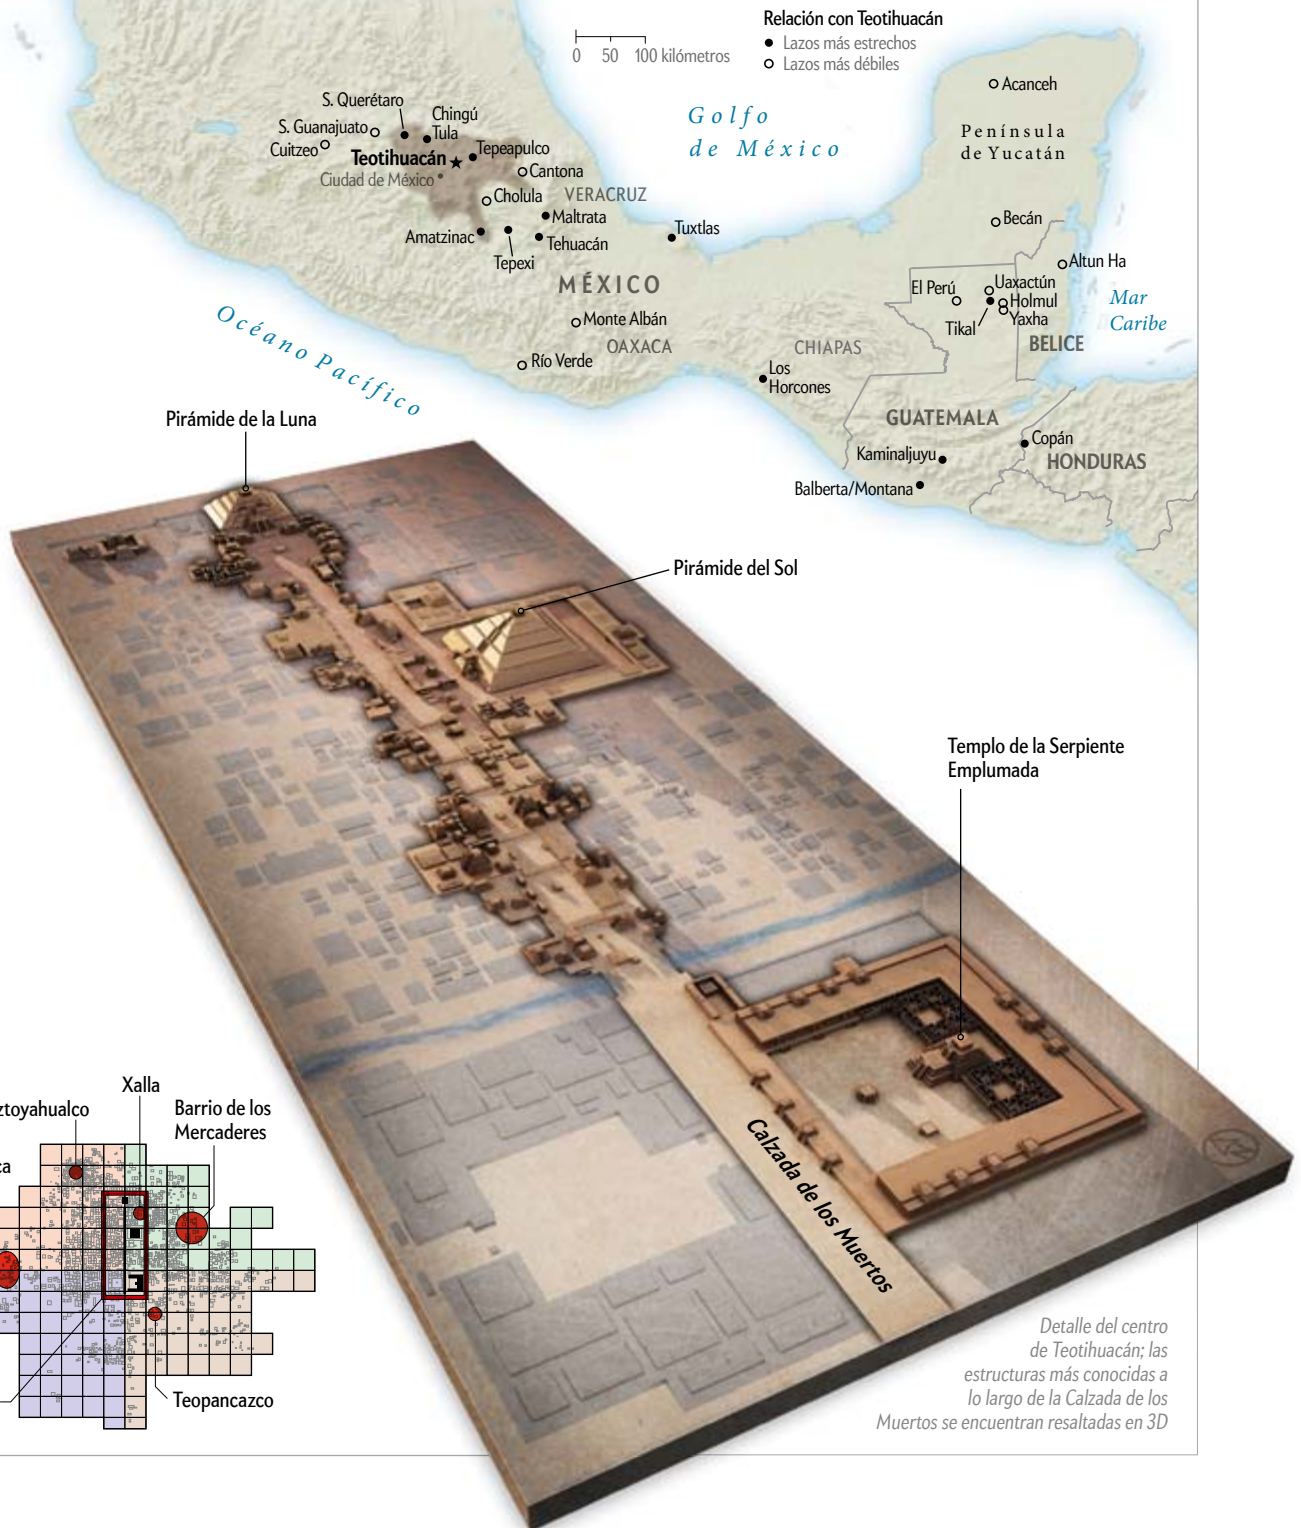 Relación con Teotihuacán
Lazos más estrechos
Lazos más débiles
0 50 100 kilómetros
Golfo
de México
Acanceh
Península
de Yucatán
S. Querétaro
Chingú
Tula
S. Guanajuato
Cuitzeo
Teotihuacán
Tepeapulco
Ciudad de México
Cantona
Cholula
VERACRUZ
Maltrata
Tuxtlas
Amatzinac
Tehuacán
Tepexi
MÉXICO
Becán
Altun Ha
El Perú
Uaxactún
Holmul
Yaxha
Tikal
Mar
Caribe
BELICE
Océano Pacífico
Monte Albán
OAXACA
CHIAPAS
Río Verde
Los
Horcones
GUATEMALA
Copán
HONDURAS
Kaminaljuyu
Balberta/Montana
Pirámide de la Luna
Pirámide del Sol
Templo de la Serpiente
Emplumada
Calzada de los Muertos
Xalla
ztoyahualco
Barrio de los
Mercaderes
ca
Teopancazco
Detalle del centro
de Teotihuacán; las
estructuras más conocidas a
lo largo de la Calzada de los
Muertos se encuentran resaltadas en 3D